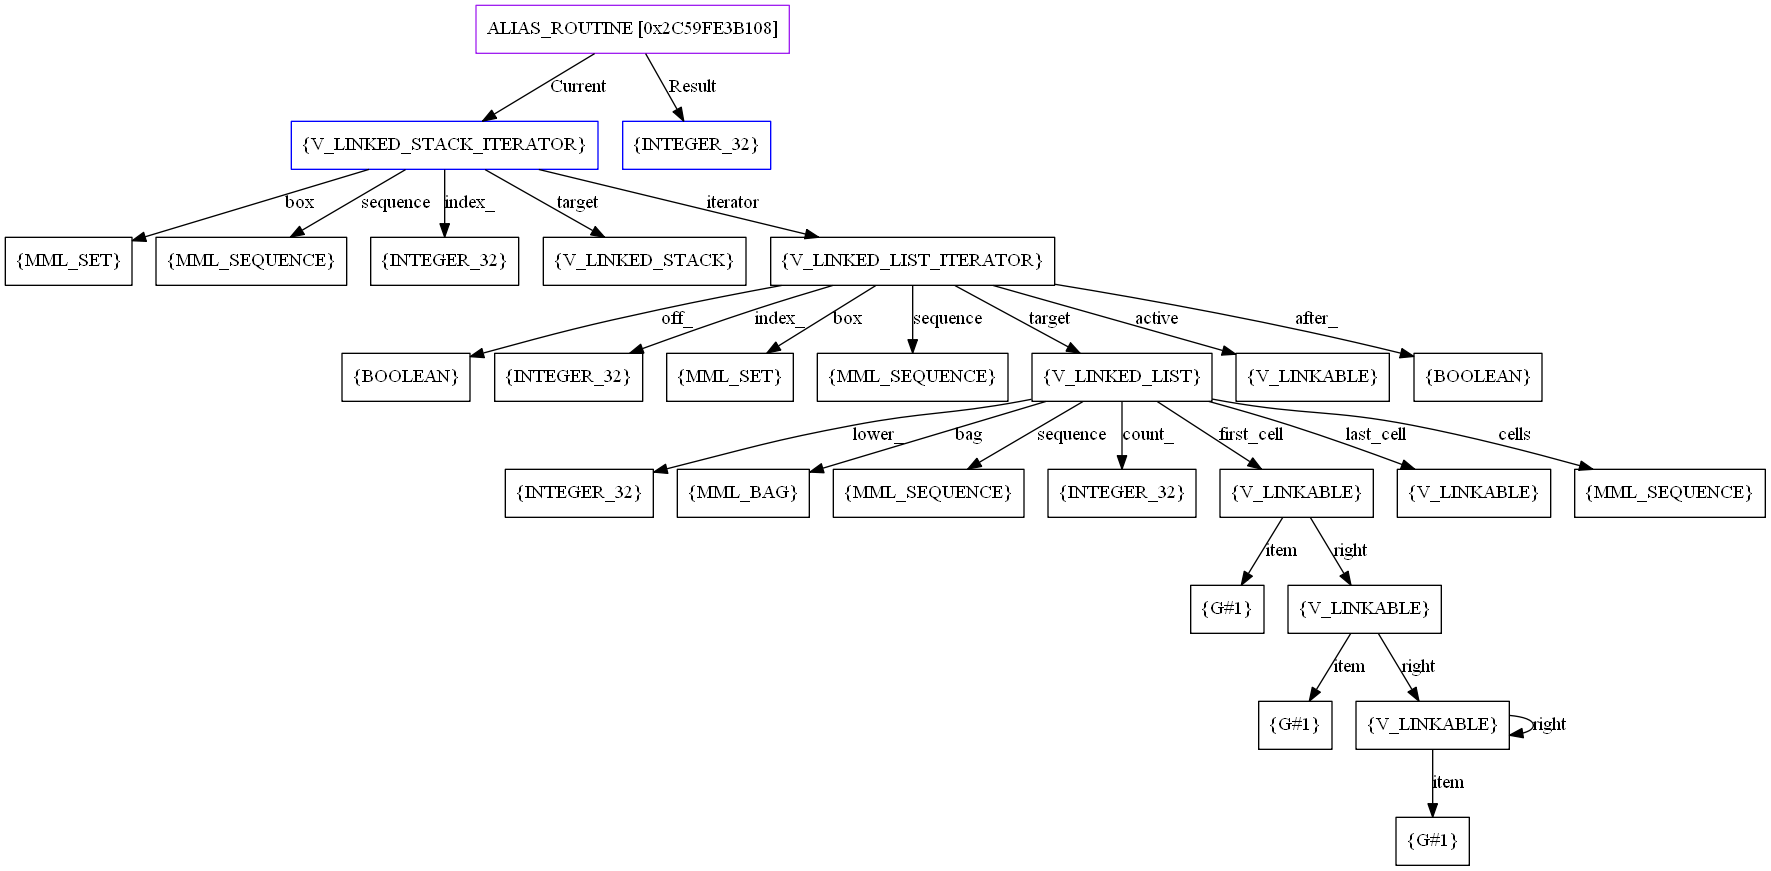 ALIAS_ROUTINE [0x2C59FE3B108]
Current
Result
{V_LINKED_STACK_ITERATOR}
{INTEGER_32}
box
sequence
index_
target
iterator
{MML_SET}
{MML_SEQUENCE}
{INTEGER_32}
{V_LINKED_STACK}
{V_LINKED_LIST_ITERATOR}
off_
index_
box
sequence
target
active
after_
{BOOLEAN}
{INTEGER_32}
{MML_SET}
{MML_SEQUENCE}
{V_LINKED_LIST}
{V_LINKABLE}
{BOOLEAN}
lower_
bag
sequence
count_
first_cell
last_cell
cells
{INTEGER_32}
{MML_BAG}
{MML_SEQUENCE}
{INTEGER_32}
{V_LINKABLE}
{V_LINKABLE}
{MML_SEQUENCE}
item
right
{G#1}
{V_LINKABLE}
item
right
{G#1}
{V_LINKABLE}
right
item
{G#1}